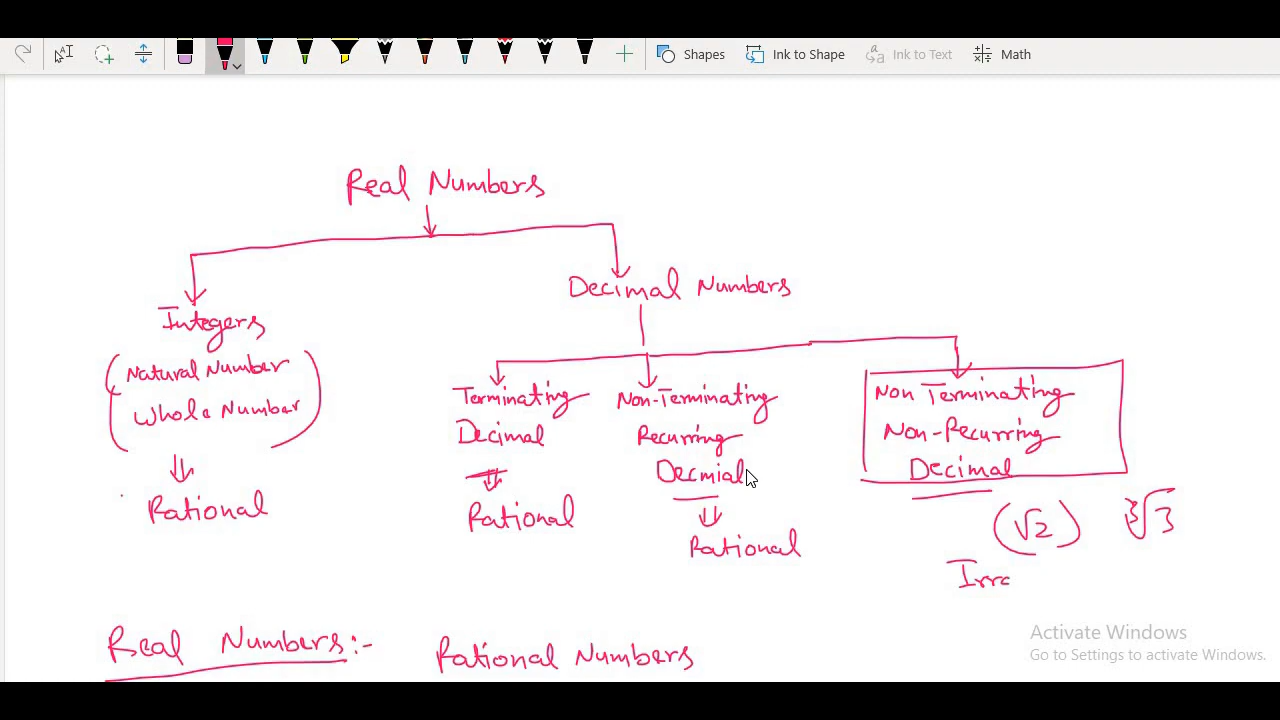 Shapes
Ink to Shape
Ink to Text
Math
Real Numbers
Decimal Numbers
Integers
(Natural Number
Whole Number)
Rational
Terminating
Decimal
Rational
Non-Terminating
Recurring
Decmial
Rational
Non Terminating
Non-Recurring
Decimal
(√2) ∛3
Irra
Real Numbers:- Rational Numbers
Activate Windows
Go to Settings to activate Windows.